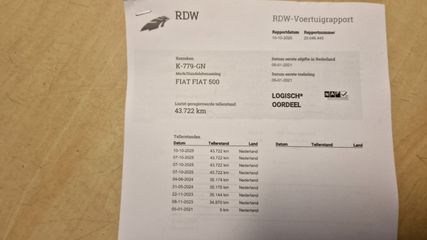 RDW
RDW-Voertuigrapport
Rapportdatum Rapportnummer
10-10-2025
Kenteken
K-779-GN
Merk/Handelsbenaming
FIAT FIAT 500
Datum eerste afgifte in Nederland
06-01-2021
Datum eerste toelating
06-01-2021
Laatst geregistreerde tellerstand
43.722 km
LOGISCH*
OORDEEL
Tellerstanden
Datum Tellerstand Land Datum Tellerstand Land
10-10-2025 43.722 km Nederland
07-10-2025 43.722 km Nederland
07-10-2025 43.722 km Nederland
07-10-2025 43.722 km Nederland
04-06-2024 35.174 km Nederland
31-05-2024 35.170 km Nederland
22-11-2023 35.144 km Nederland
08-11-2023 34.870 km Nederland
06-01-2021 5 km Nederland